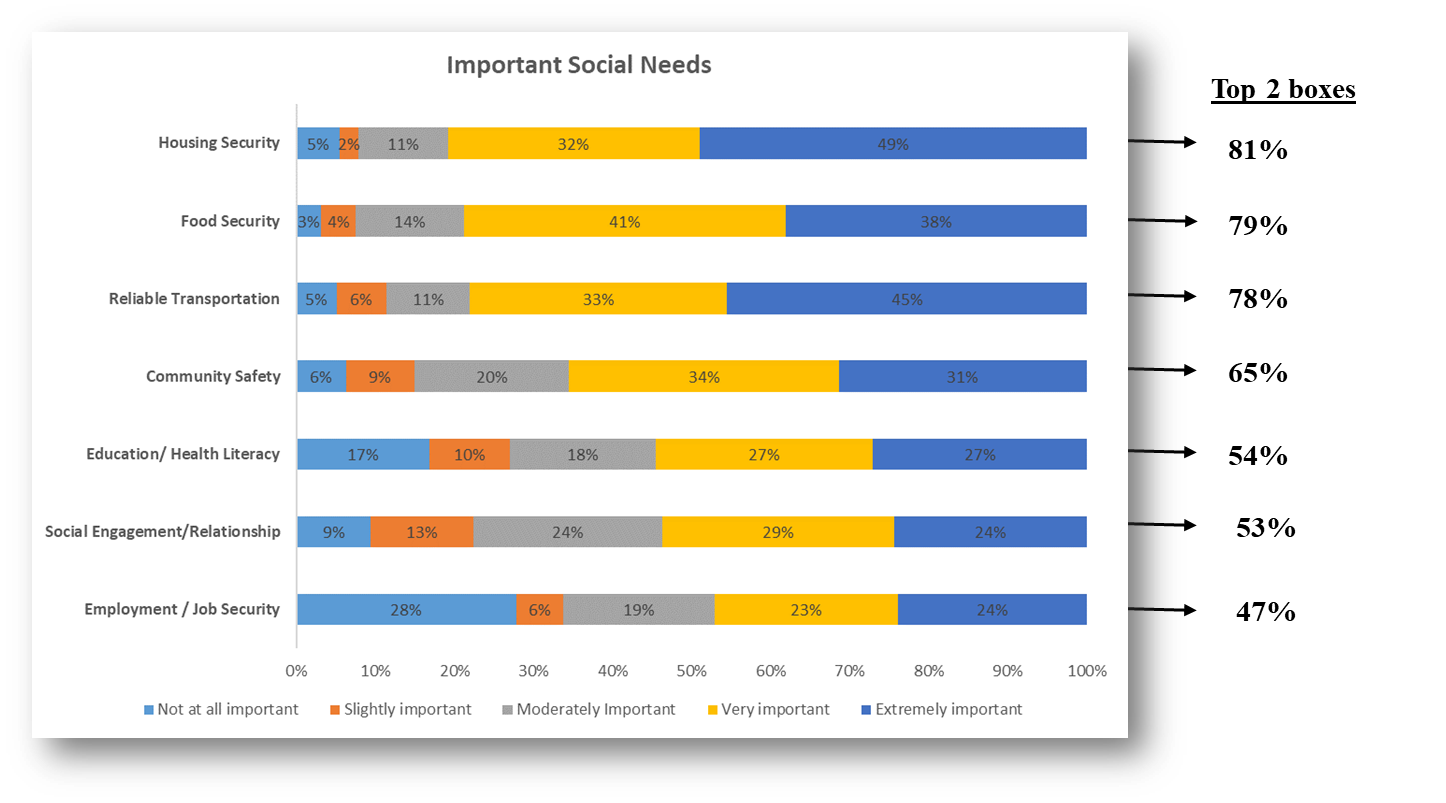 Important Social Needs
Top 2 boxes
Housing Security 5% 2% 11% 32% 49% 81%
Food Security 3% 4% 14% 41% 38% 79%
Reliable Transportation 5% 6% 11% 33% 45% 78%
Community Safety 6% 9% 20% 34% 31% 65%
Education/ Health Literacy 17% 10% 18% 27% 27% 54%
Social Engagement/Relationship 9% 13% 24% 29% 24% 53%
Employment / Job Security 28% 6% 19% 23% 24% 47%
0% 10% 20% 30% 40% 50% 60% 70% 80% 90% 100%
Not at all important Slightly important Moderately Important Very important Extremely important